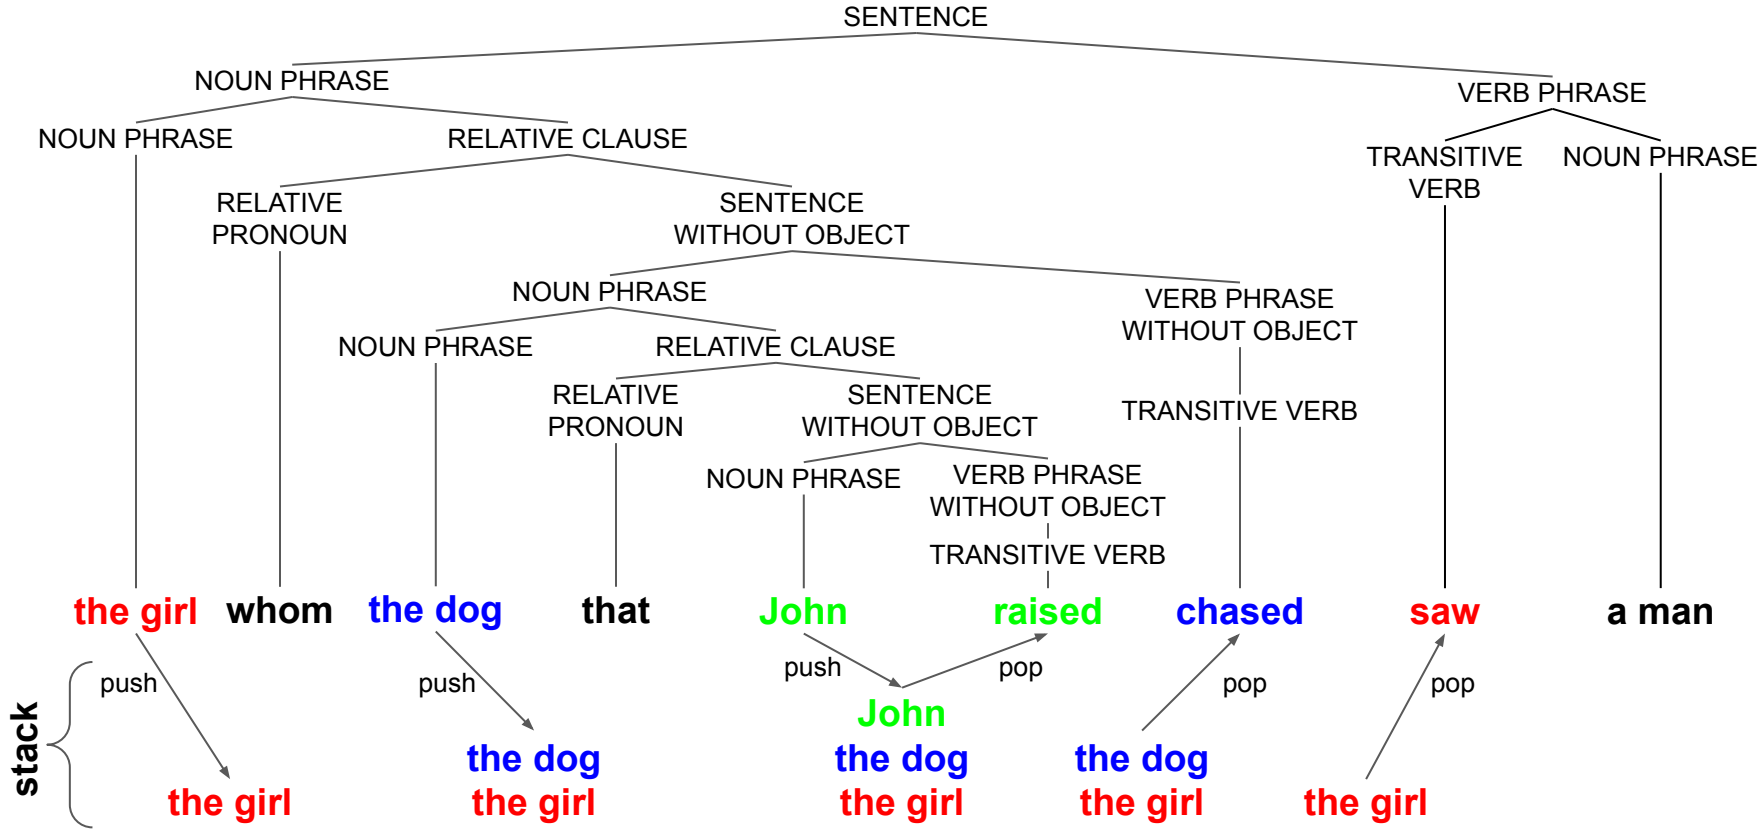 SENTENCE
NOUN PHRASE
VERB PHRASE
NOUN PHRASE
RELATIVE CLAUSE
TRANSITIVE
VERB
NOUN PHRASE
RELATIVE
PRONOUN
SENTENCE
WITHOUT OBJECT
NOUN PHRASE
VERB PHRASE
WITHOUT OBJECT
NOUN PHRASE
RELATIVE CLAUSE
RELATIVE
PRONOUN
SENTENCE
WITHOUT OBJECT
TRANSITIVE VERB
NOUN PHRASE
VERB PHRASE
WITHOUT OBJECT
TRANSITIVE VERB
the girl whom the dog that John raised chased saw a man
push push push pop pop pop
stack
John
the dog the dog the dog
the girl the girl the girl the girl the girl